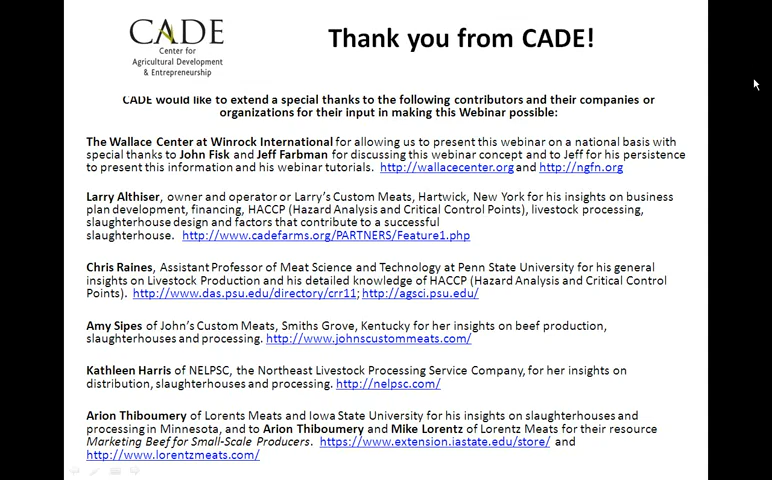 CADE
Center for
Agricultural Development
& Entrepreneurship
Thank you from CADE!
CADE would like to extend a special thanks to the following contributors and their companies or
organizations for their input in making this Webinar possible:
The Wallace Center at Winrock International for allowing us to present this webinar on a national basis with
special thanks to John Fisk and Jeff Farbman for discussing this webinar concept and to Jeff for his persistence
to present this information and his webinar tutorials. http://wallacecenter.org and http://ngfn.org
Larry Althiser, owner and operator or Larry's Custom Meats, Hartwick, New York for his insights on business
plan development, financing, HACCP (Hazard Analysis and Critical Control Points), livestock processing,
slaughterhouse design and factors that contribute to a successful
slaughterhouse. http://www.cadefarms.org/PARTNERS/Feature1.php
Chris Raines, Assistant Professor of Meat Science and Technology at Penn State University for his general
insights on Livestock Production and his detailed knowledge of HACCP (Hazard Analysis and Critical Control
Points). http://www.das.psu.edu/directory/crr11; http://agsci.psu.edu/
Amy Sipes of John's Custom Meats, Smiths Grove, Kentucky for her insights on beef production,
slaughterhouses and processing. http://www.johnscustommeats.com/
Kathleen Harris of NELPSC, the Northeast Livestock Processing Service Company, for her insights on
distribution, slaughterhouses and processing. http://nelpsc.com/
Arion Thiboumery of Lorents Meats and Iowa State University for his insights on slaughterhouses and
processing in Minnesota, and to Arion Thiboumery and Mike Lorentz of Lorentz Meats for their resource
Marketing Beef for Small-Scale Producers. https://www.extension.iastate.edu/store/ and
http://www.lorentzmeats.com/